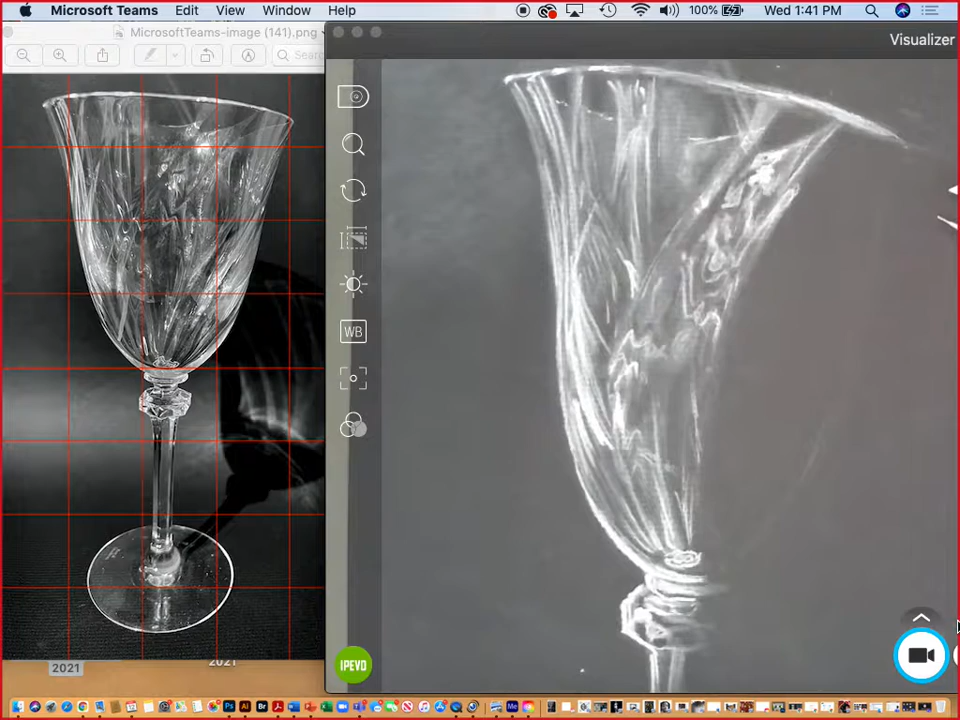 Microsoft Teams Edit View Window Help 100% Wed 1:41 PM
MicrosoftTeams-image (141).png
Visualizer
Search
WB
IPEVO
2021
2021